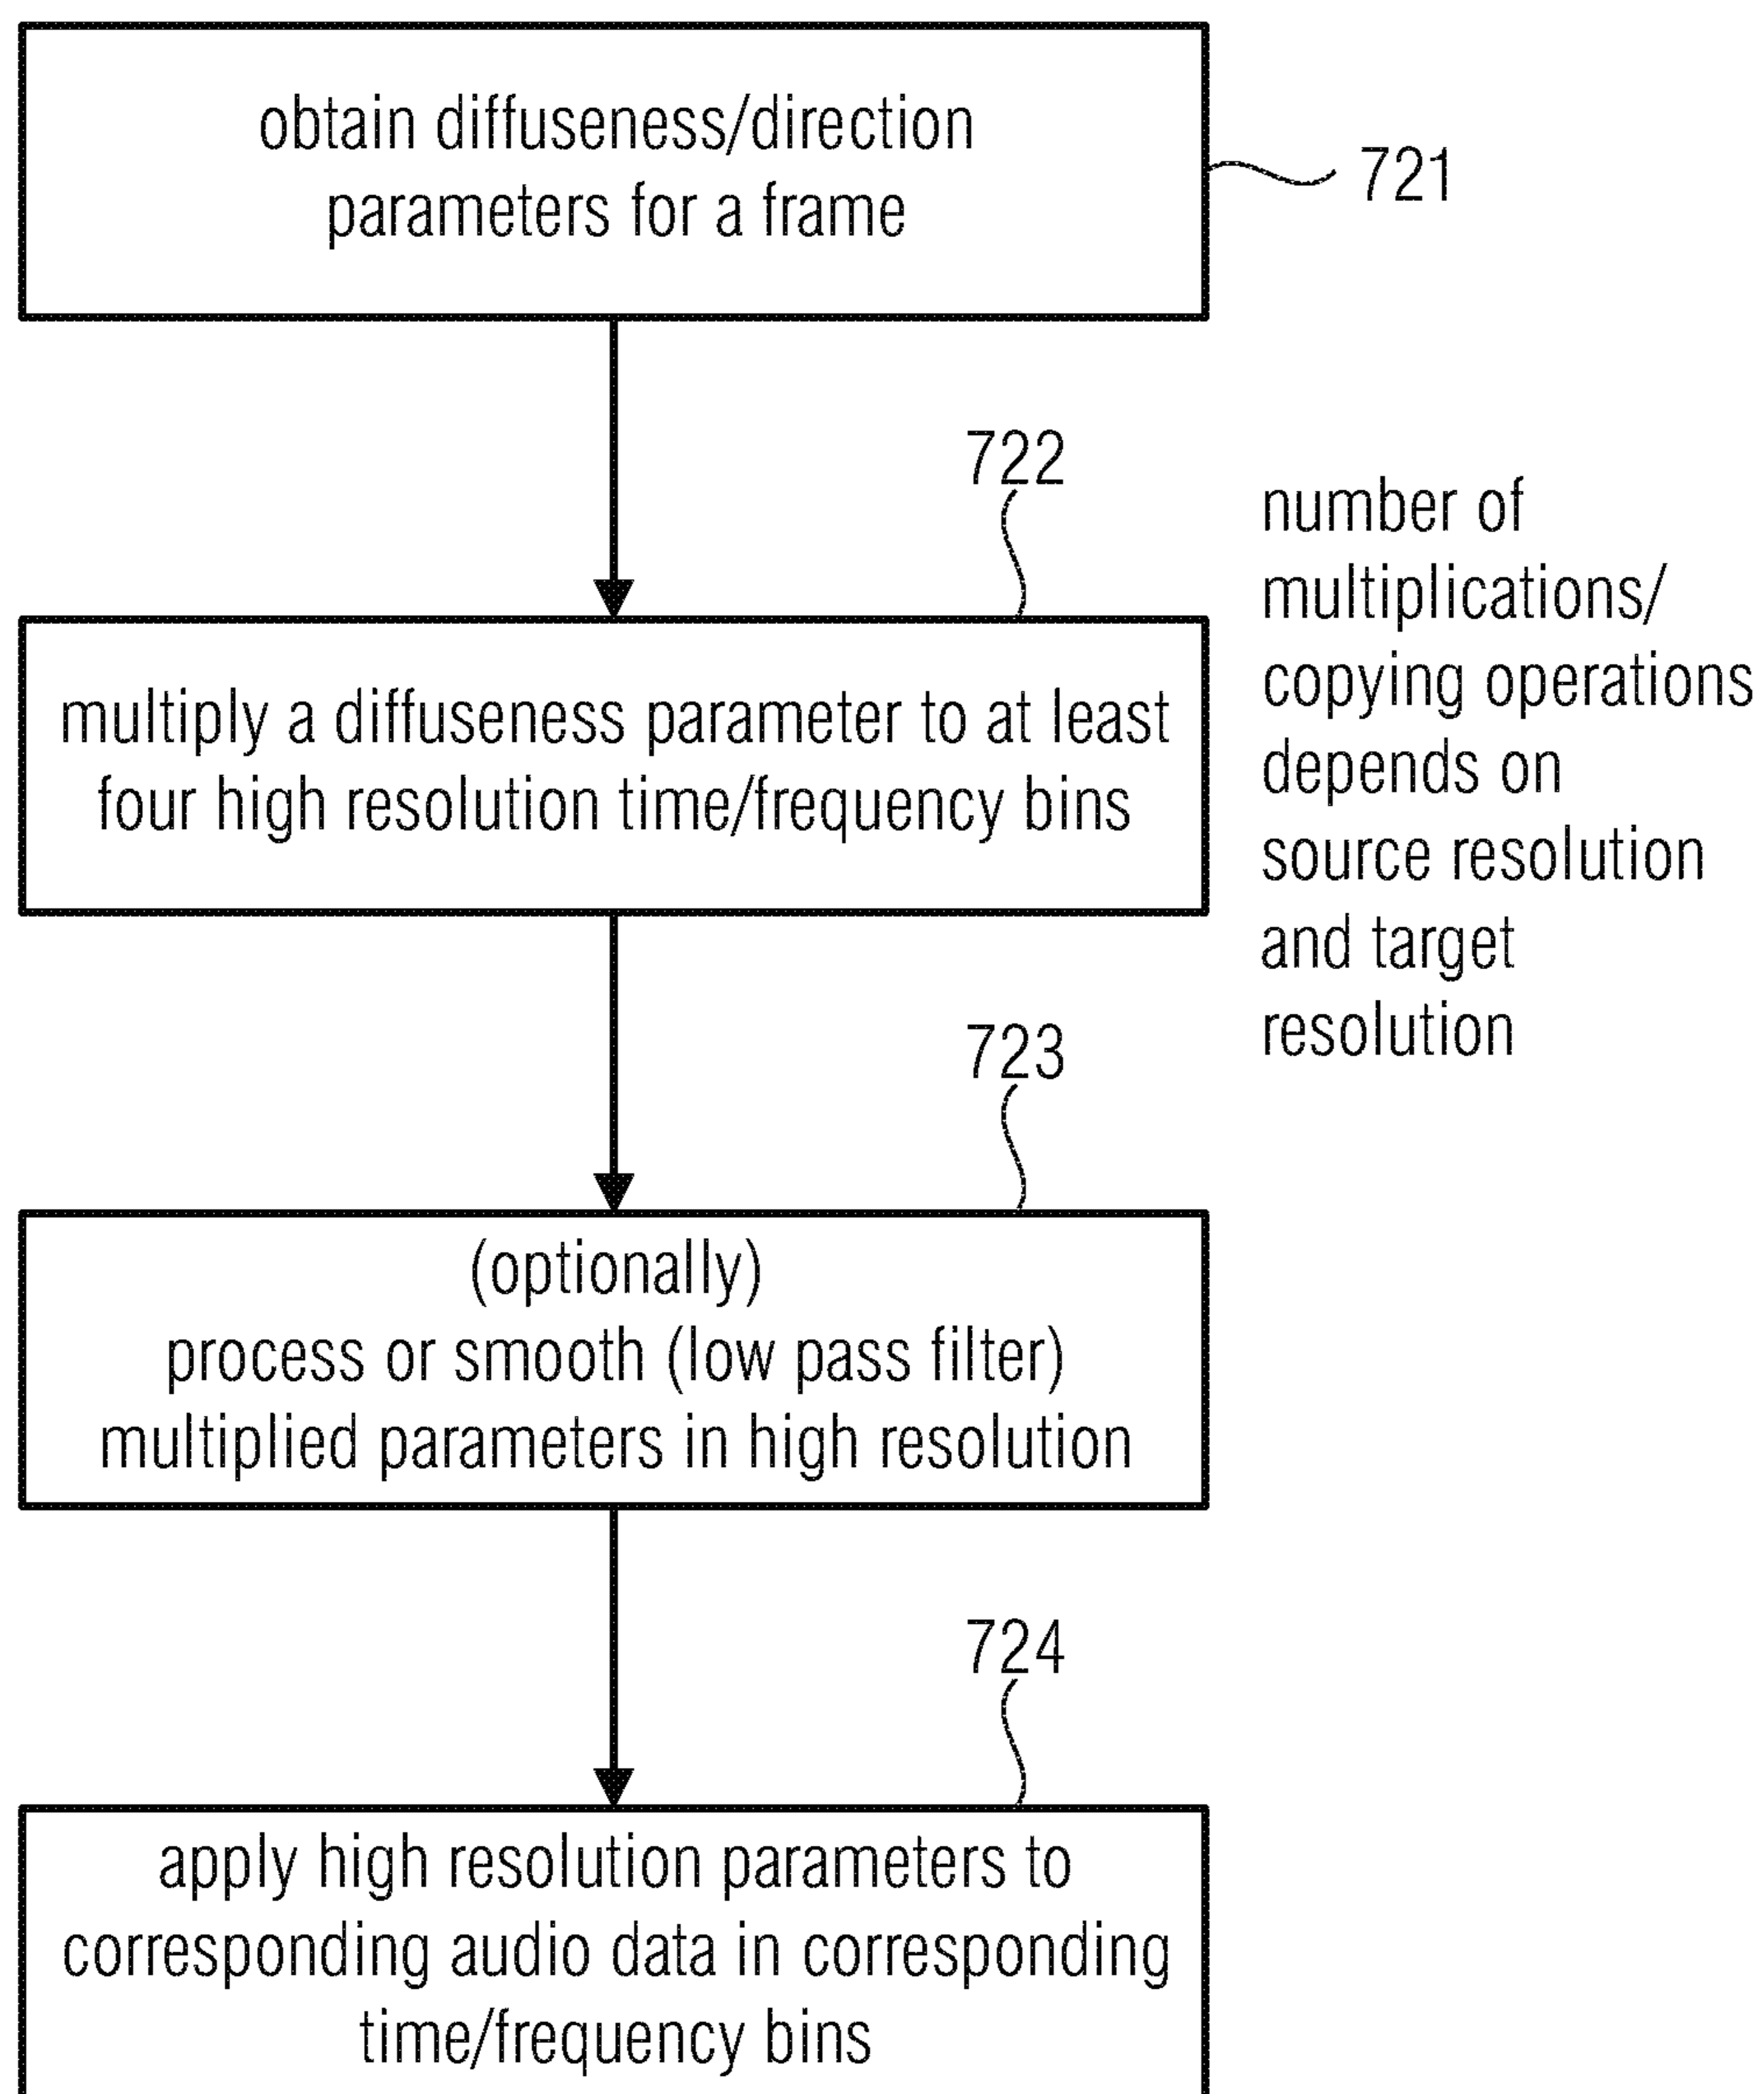 obtain diffuseness/direction
parameters for a frame
721
722
multiply a diffuseness parameter to at least
four high resolution time/frequency bins
number of
multiplications/
copying operations
depends on
source resolution
and target
resolution
723
(optionally)
process or smooth (low pass filter)
multiplied parameters in high resolution
724
apply high resolution parameters to
corresponding audio data in corresponding
time/frequency bins